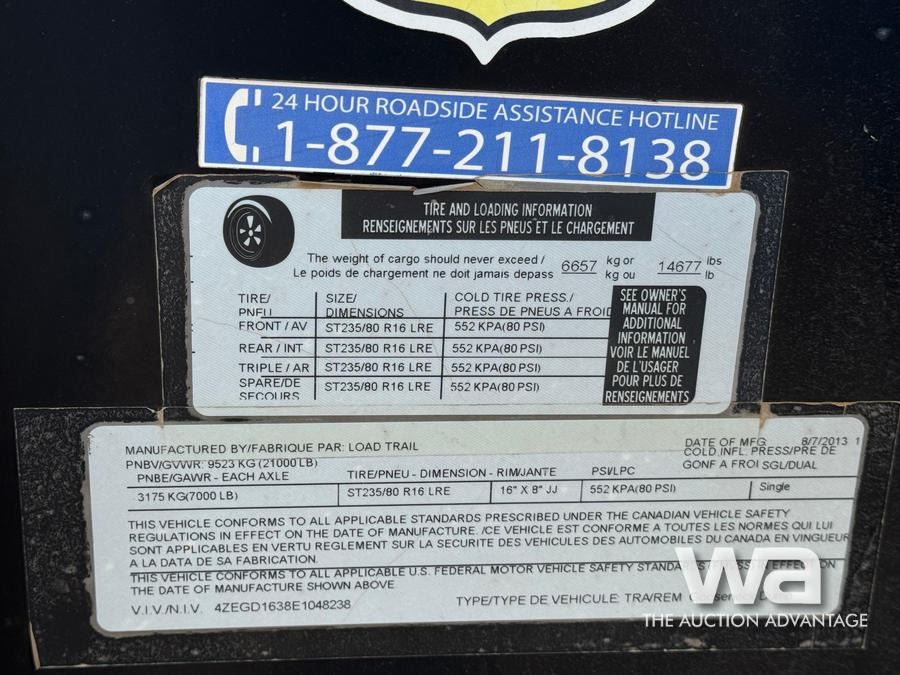 24 HOUR ROADSIDE ASSISTANCE HOTLINE
1-877-211-8138
TIRE AND LOADING INFORMATION
RENSEIGNEMENTS SUR LES PNEUS ET LE CHARGEMENT
The weight of cargo should never exceed / 6657 kg or 14677 lbs
Le poids de chargement ne doit jamais depass kg ou lb
TIRE/ SIZE/ COLD TIRE PRESS./
PNEU DIMENSIONS PRESS DE PNEUS A FROID
FRONT / AV ST235/80 R16 LRE 552 KPA(80 PSI)
REAR / INT ST235/80 R16 LRE 552 KPA(80 PSI)
TRIPLE / AR ST235/80 R16 LRE 552 KPA(80 PSI)
SPARE/DE ST235/80 R16 LRE 552 KPA(80 PSI)
SECOURS
SEE OWNER'S
MANUAL FOR
ADDITIONAL
INFORMATION
VOIR LE MANUEL
DE L'USAGER
POUR PLUS DE
RENSEIGNEMENTS
MANUFACTURED BY/FABRIQUE PAR: LOAD TRAIL DATE OF MFG: 8/7/2013 1
PNBV/GVWR: 9523 KG (21000 LB) COLD.INFL. PRESS/PRE DE
PNBE/GAWR - EACH AXLE TIRE/PNEU - DIMENSION - RIM/JANTE PSI/LPC GONF A FROI SGL/DUAL
3175 KG(7000 LB) ST235/80 R16 LRE 16" X 8" JJ 552 KPA(80 PSI) Single
THIS VEHICLE CONFORMS TO ALL APPLICABLE STANDARDS PRESCRIBED UNDER THE CANADIAN VEHICLE SAFETY
REGULATIONS IN EFFECT ON THE DATE OF MANUFACTURE. /CE VEHICULE EST CONFORME A TOUTES LES NORMES QUI LUI
SONT APPLICABLES EN VERTU REGLEMENT SUR LA SECURITE DES VEHICULES DES AUTOMOBILES DU CANADA EN VINGUEUR
A LA DATA DE SA FABRICATION.
THIS VEHICLE CONFORMS TO ALL APPLICABLE U.S. FEDERAL MOTOR VEHICLE SAFETY STANDARDS IN EFFECT ON
THE DATE OF MANUFACTURE SHOWN ABOVE
V.I.V./N.I.V. 4ZEGD1638E1048238 TYPE/TYPE DE VEHICULE: TRA/REM
wa
THE AUCTION ADVANTAGE